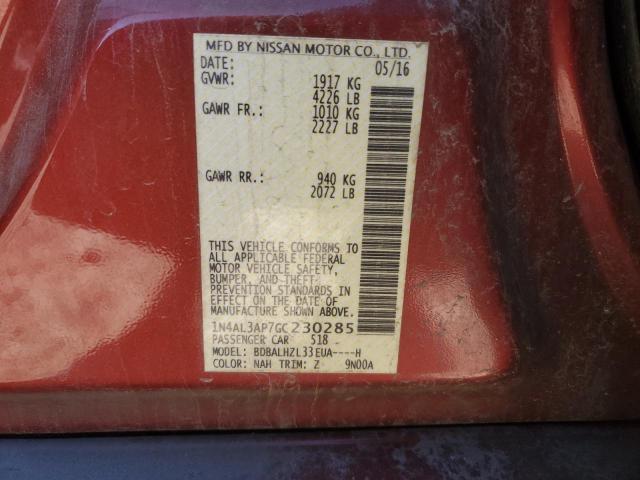 MFD BY NISSAN MOTOR CO., LTD.
DATE: 05/16
GVWR: 1917 KG
4226 LB
GAWR FR.: 1010 KG
2227 LB
GAWR RR.: 940 KG
2072 LB
THIS VEHICLE CONFORMS TO
ALL APPLICABLE FEDERAL
MOTOR VEHICLE SAFETY,
BUMPER, AND THEFT
PREVENTION STANDARDS IN
EFFECT ON THE DATE OF
MANUFACTURE SHOWN ABOVE.
1N4AL3AP7GC230285
PASSENGER CAR 518
MODEL: BDBALHZL33EUA----H
COLOR: NAH TRIM: Z 9N00A